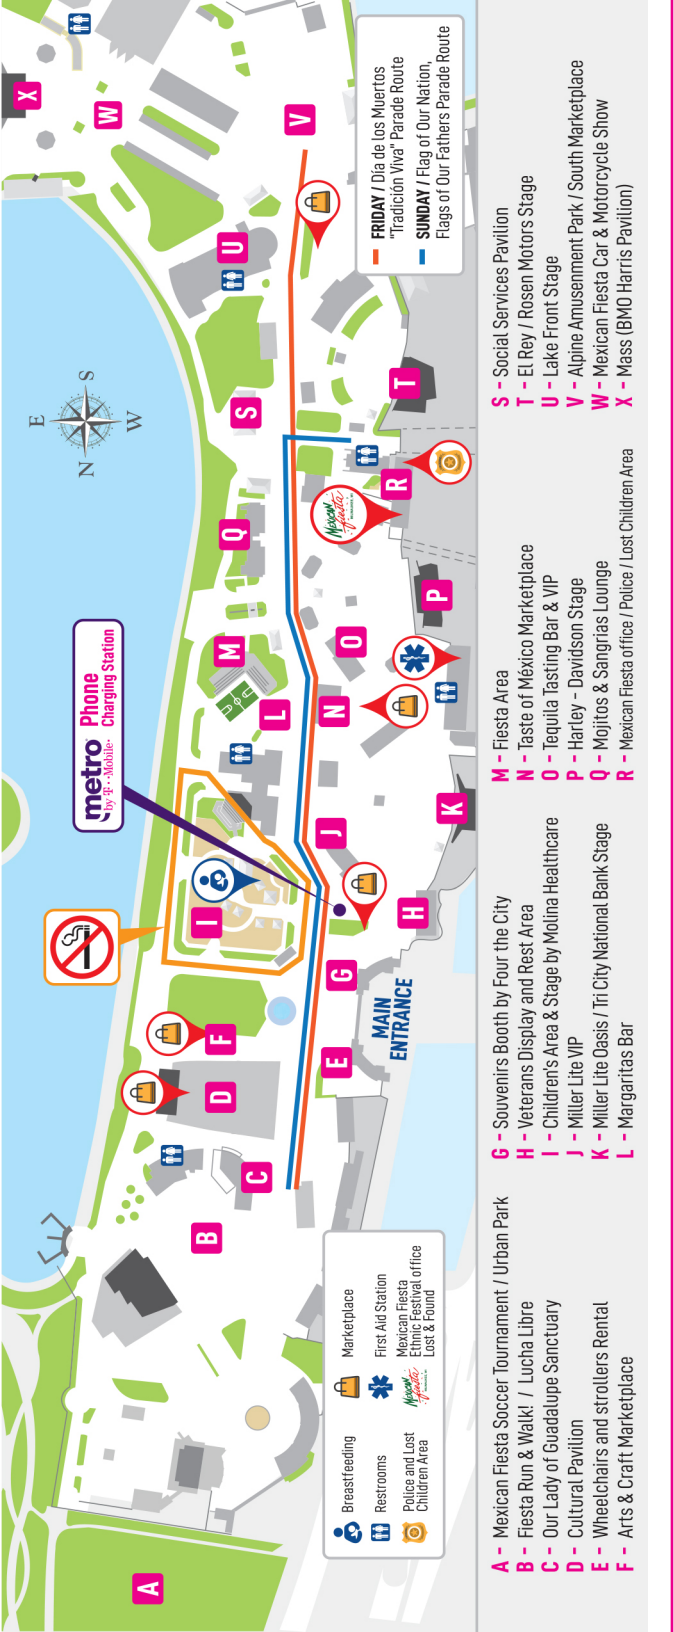 X
W
V
U
T
S
R
Q
P
O
N
M
L
K
J
I
H
G
F
E
D
C
B
A
E
S
N
W
FRIDAY / Día de los Muertos
"Tradición Viva" Parade Route
SUNDAY / Flag of Our Nation,
Flags of Our Fathers Parade Route
metro
by T··Mobile·
Phone
Charging Station
Mexican
fiesta
MAIN
ENTRANCE
Breastfeeding
Restrooms
Police and Lost
Children Area
Marketplace
First Aid Station
Mexican
fiesta
Mexican Fiesta
Ethnic Festival office
Lost & Found
A - Mexican Fiesta Soccer Tournament / Urban Park
B - Fiesta Run & Walk! / Lucha Libre
C - Our Lady of Guadalupe Sanctuary
D - Cultural Pavilion
E - Wheelchairs and strollers Rental
F - Arts & Craft Marketplace
G - Souvenirs Booth by Four the City
H - Veterans Display and Rest Area
I - Children's Area & Stage by Molina Healthcare
J - Miller Lite VIP
K - Miller Lite Oasis / Tri City National Bank Stage
L - Margaritas Bar
M - Fiesta Area
N - Taste of México Marketplace
O - Tequila Tasting Bar & VIP
P - Harley - Davidson Stage
Q - Mojitos & Sangrias Lounge
R - Mexican Fiesta office / Police / Lost Children Area
S - Social Services Pavilion
T - El Rey / Rosen Motors Stage
U - Lake Front Stage
V - Alpine Amusenment Park / South Marketplace
W - Mexican Fiesta Car & Motorcycle Show
X - Mass (BMO Harris Pavilion)